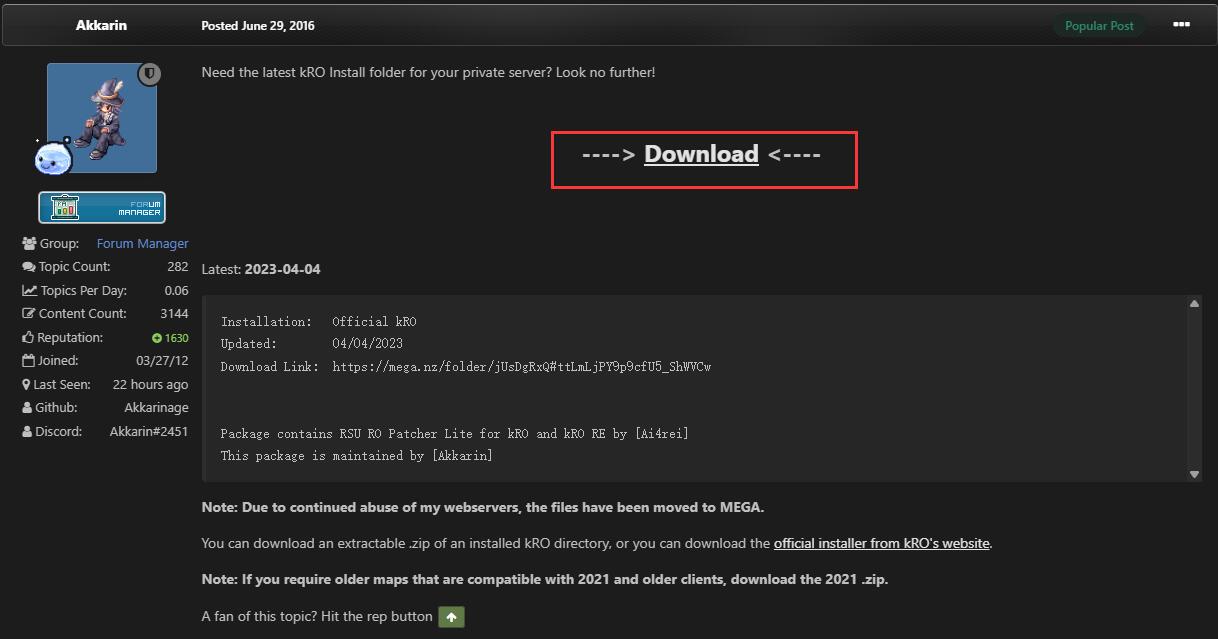 Akkarin
Posted June 29, 2016
Popular Post
Need the latest kRO Install folder for your private server? Look no further!
----> Download <----
FORUM
MANAGER
Group: Forum Manager
Topic Count: 282
Topics Per Day: 0.06
Content Count: 3144
Reputation: 1630
Joined: 03/27/12
Last Seen: 22 hours ago
Github: Akkarinage
Discord: Akkarin#2451
Latest: 2023-04-04
Installation: Official kRO
Updated: 04/04/2023
Download Link: https://mega.nz/folder/jUsDgRxQ#ttLmLjPY9p9cfU5_ShWVCw
Package contains RSU RO Patcher Lite for kRO and kRO RE by [Ai4rei]
This package is maintained by [Akkarin]
Note: Due to continued abuse of my webservers, the files have been moved to MEGA.
You can download an extractable .zip of an installed kRO directory, or you can download the official installer from kRO's website.
Note: If you require older maps that are compatible with 2021 and older clients, download the 2021 .zip.
A fan of this topic? Hit the rep button